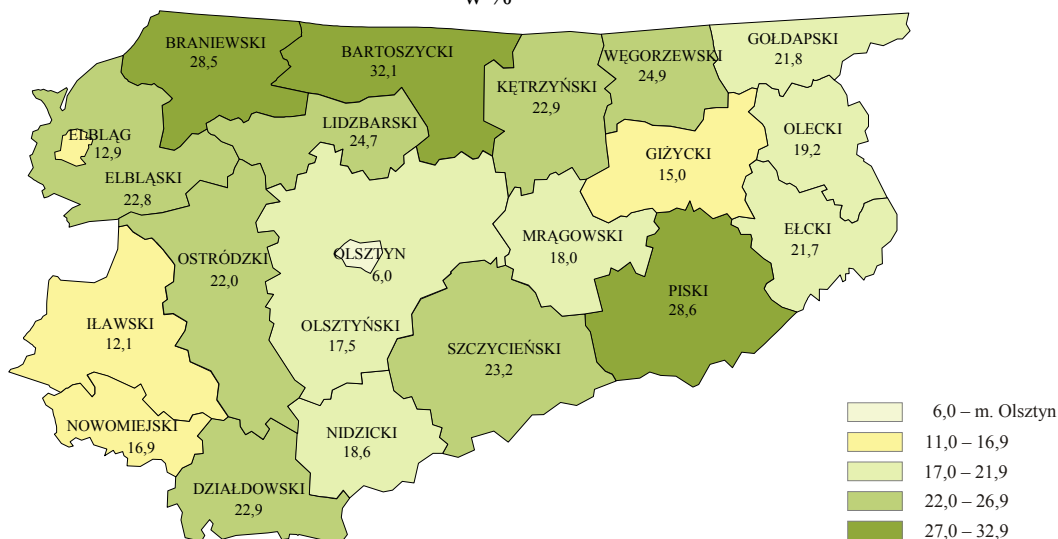 w %
BRANIEWSKI
28,5
BARTOSZYCKI
32,1
GOŁDAPSKI
21,8
WĘGORZEWSKI
24,9
KĘTRZYŃSKI
22,9
LIDZBARSKI
24,7
ELBLĄG
12,9
OLECKI
19,2
GIŻYCKI
15,0
ELBLĄSKI
22,8
EŁCKI
21,7
MRĄGOWSKI
18,0
OSTRÓDZKI
22,0
OLSZTYN
6,0
PISKI
28,6
IŁAWSKI
12,1
OLSZTYŃSKI
17,5
SZCZYCIEŃSKI
23,2
NOWOMIEJSKI
16,9
NIDZICKI
18,6
DZIAŁDOWSKI
22,9
6,0 – m. Olsztyn
11,0 – 16,9
17,0 – 21,9
22,0 – 26,9
27,0 – 32,9